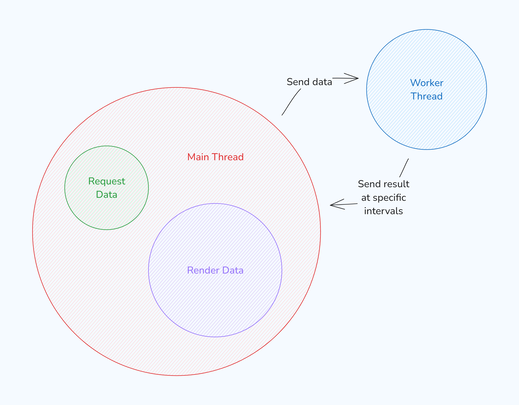 Send data
Worker
Thread
Main Thread
Request
Data
Send result
at specific
intervals
Render Data